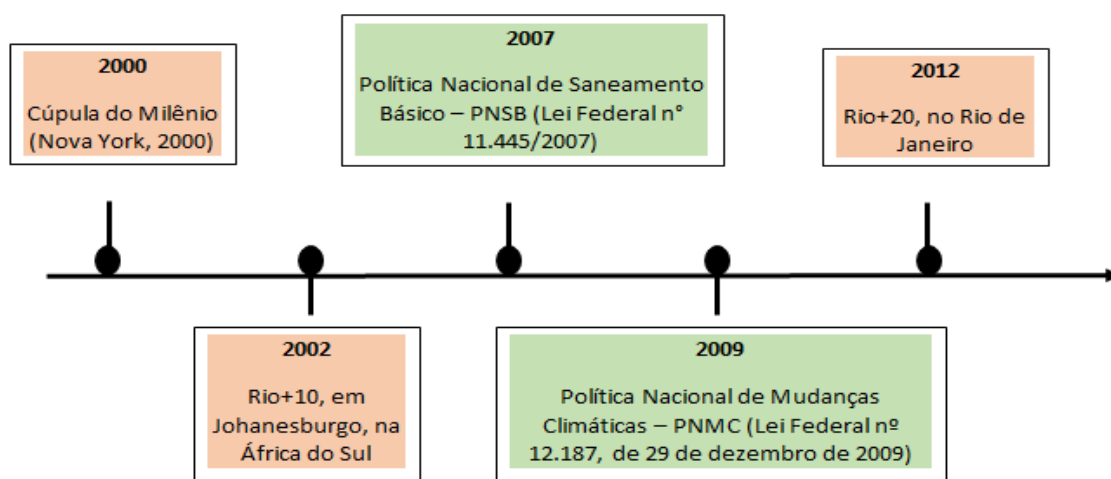 2000
Cúpula do Milênio
(Nova York, 2000)
2002
Rio+10, em
Johanesburgo, na
África do Sul
2007
Política Nacional de Saneamento
Básico – PNSB (Lei Federal n°
11.445/2007)
2009
Política Nacional de Mudanças
Climáticas – PNMC (Lei Federal nº
12.187, de 29 de dezembro de 2009)
2012
Rio+20, no Rio de
Janeiro